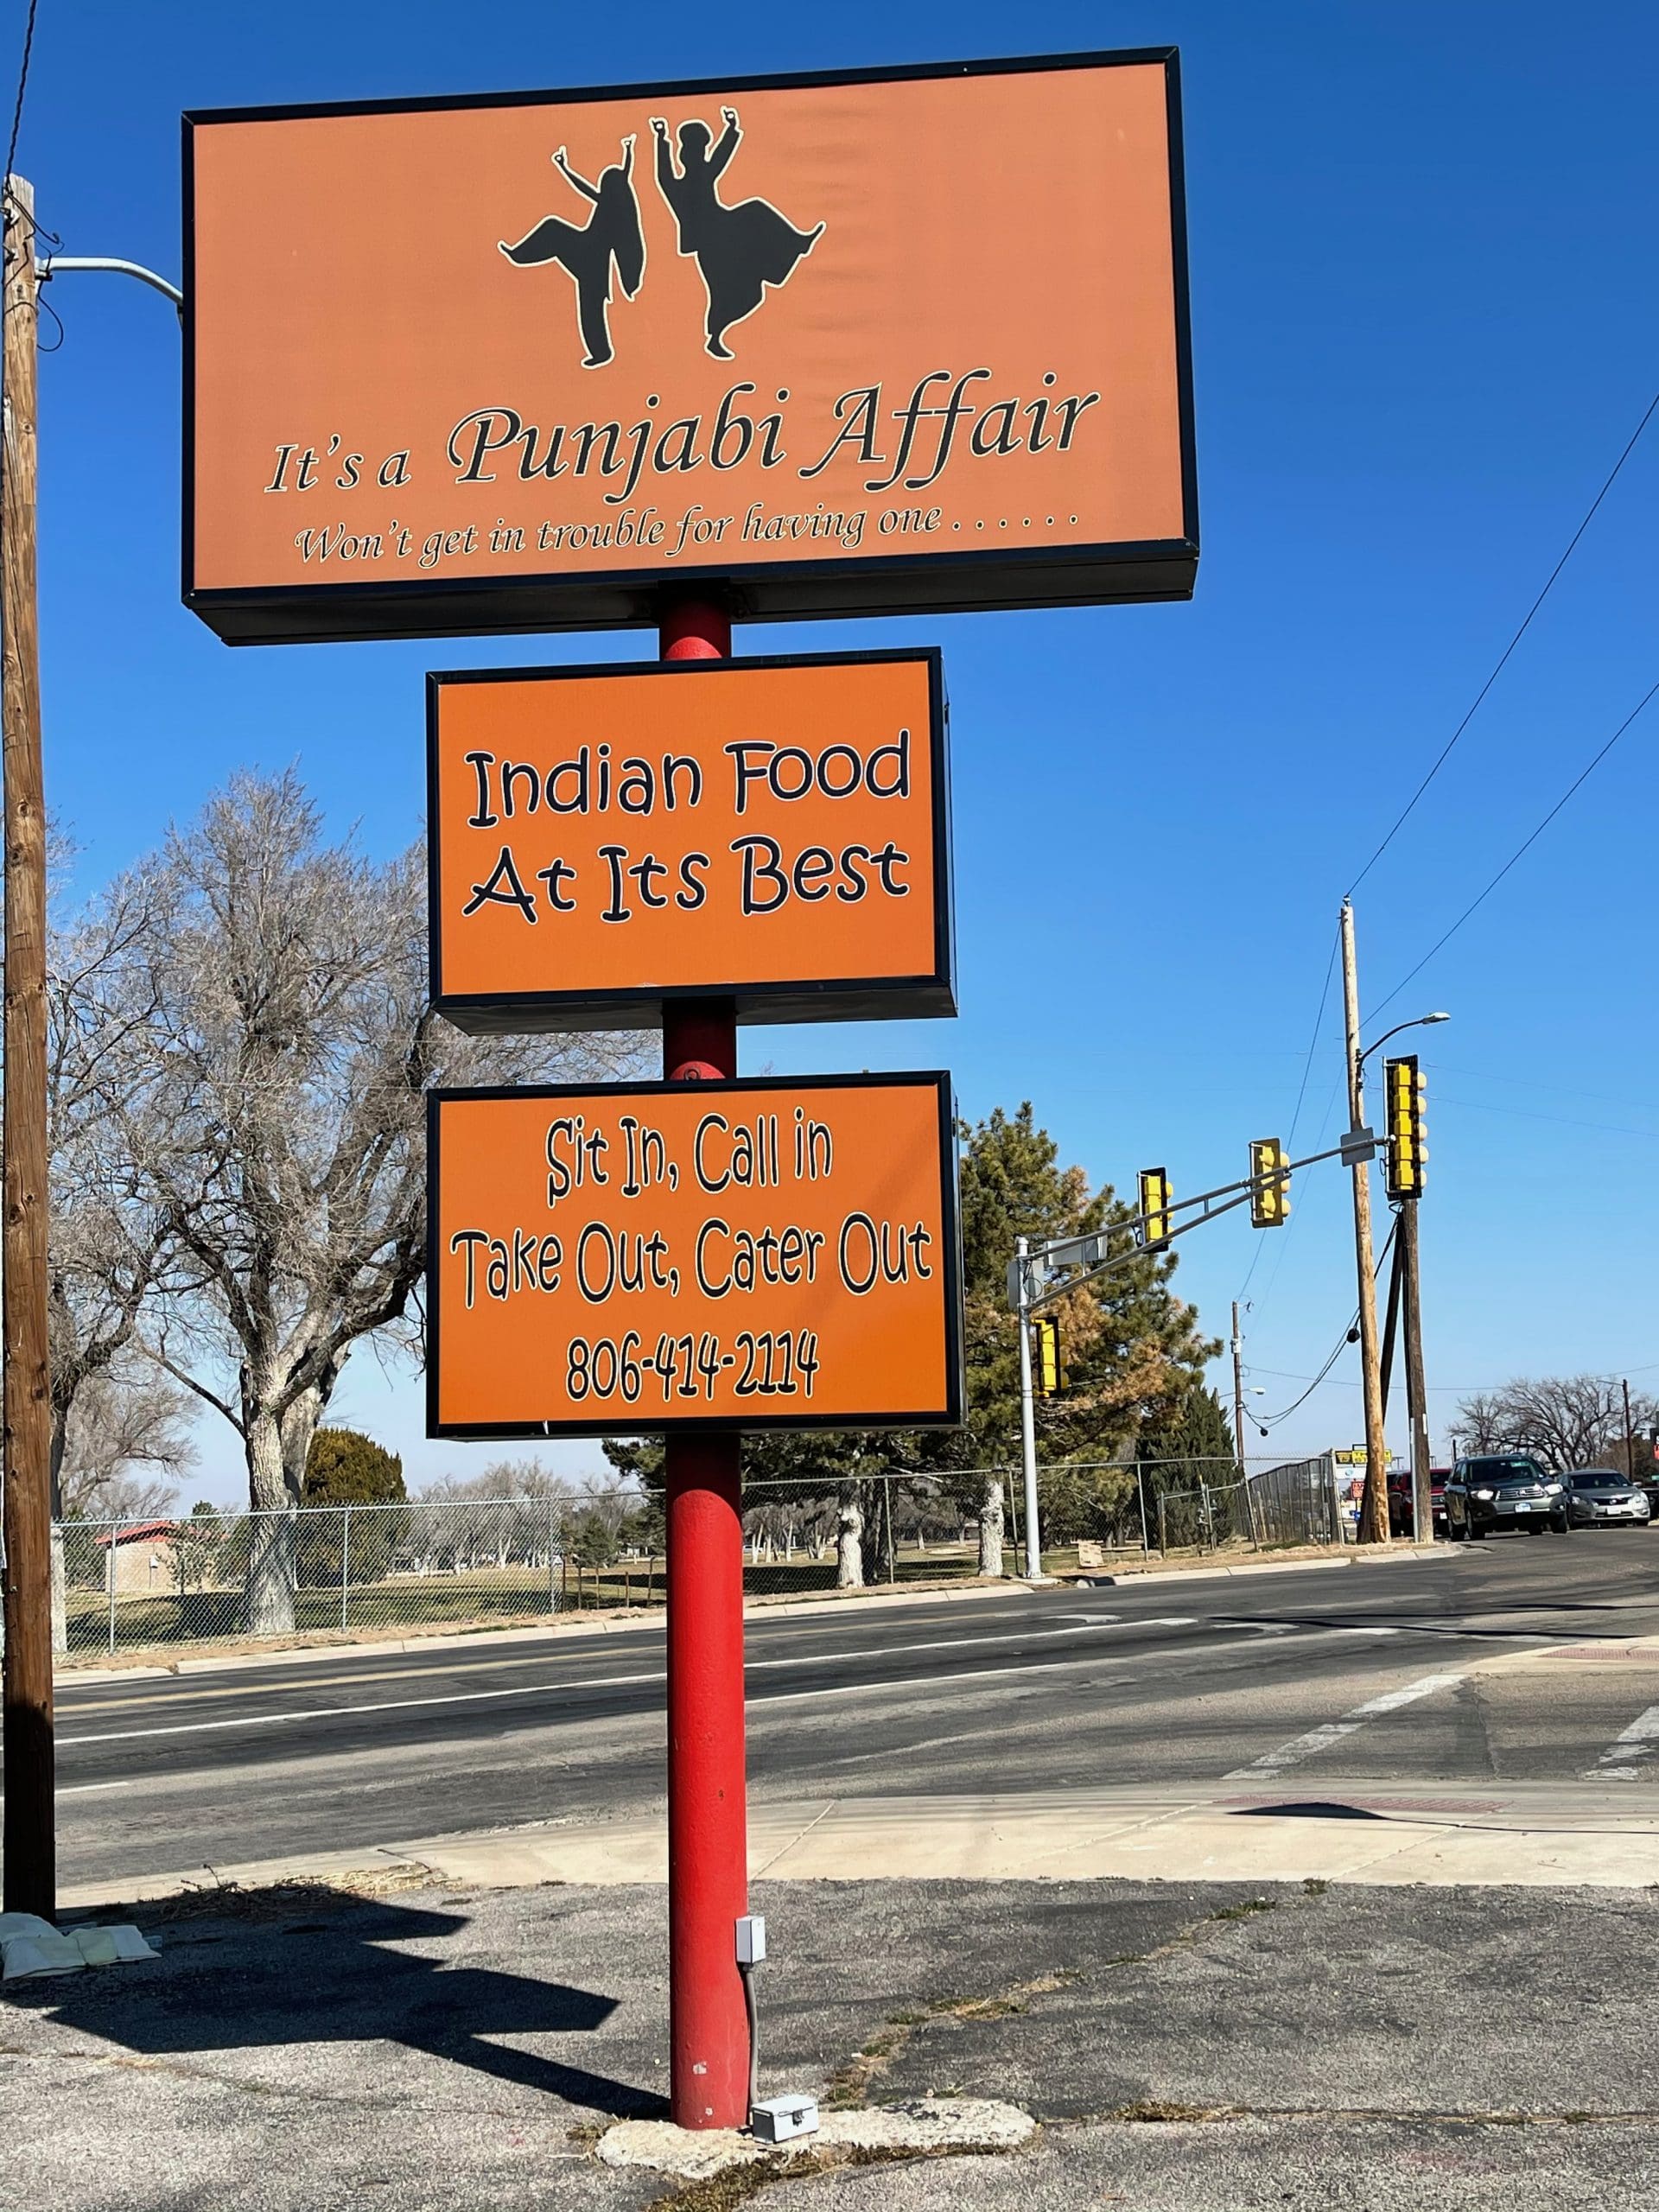 It's a Punjabi Affair
Won't get in trouble for having one . . . . . .
Indian Food
At Its Best
Sit In, Call in
Take Out, Cater Out
806-414-2114